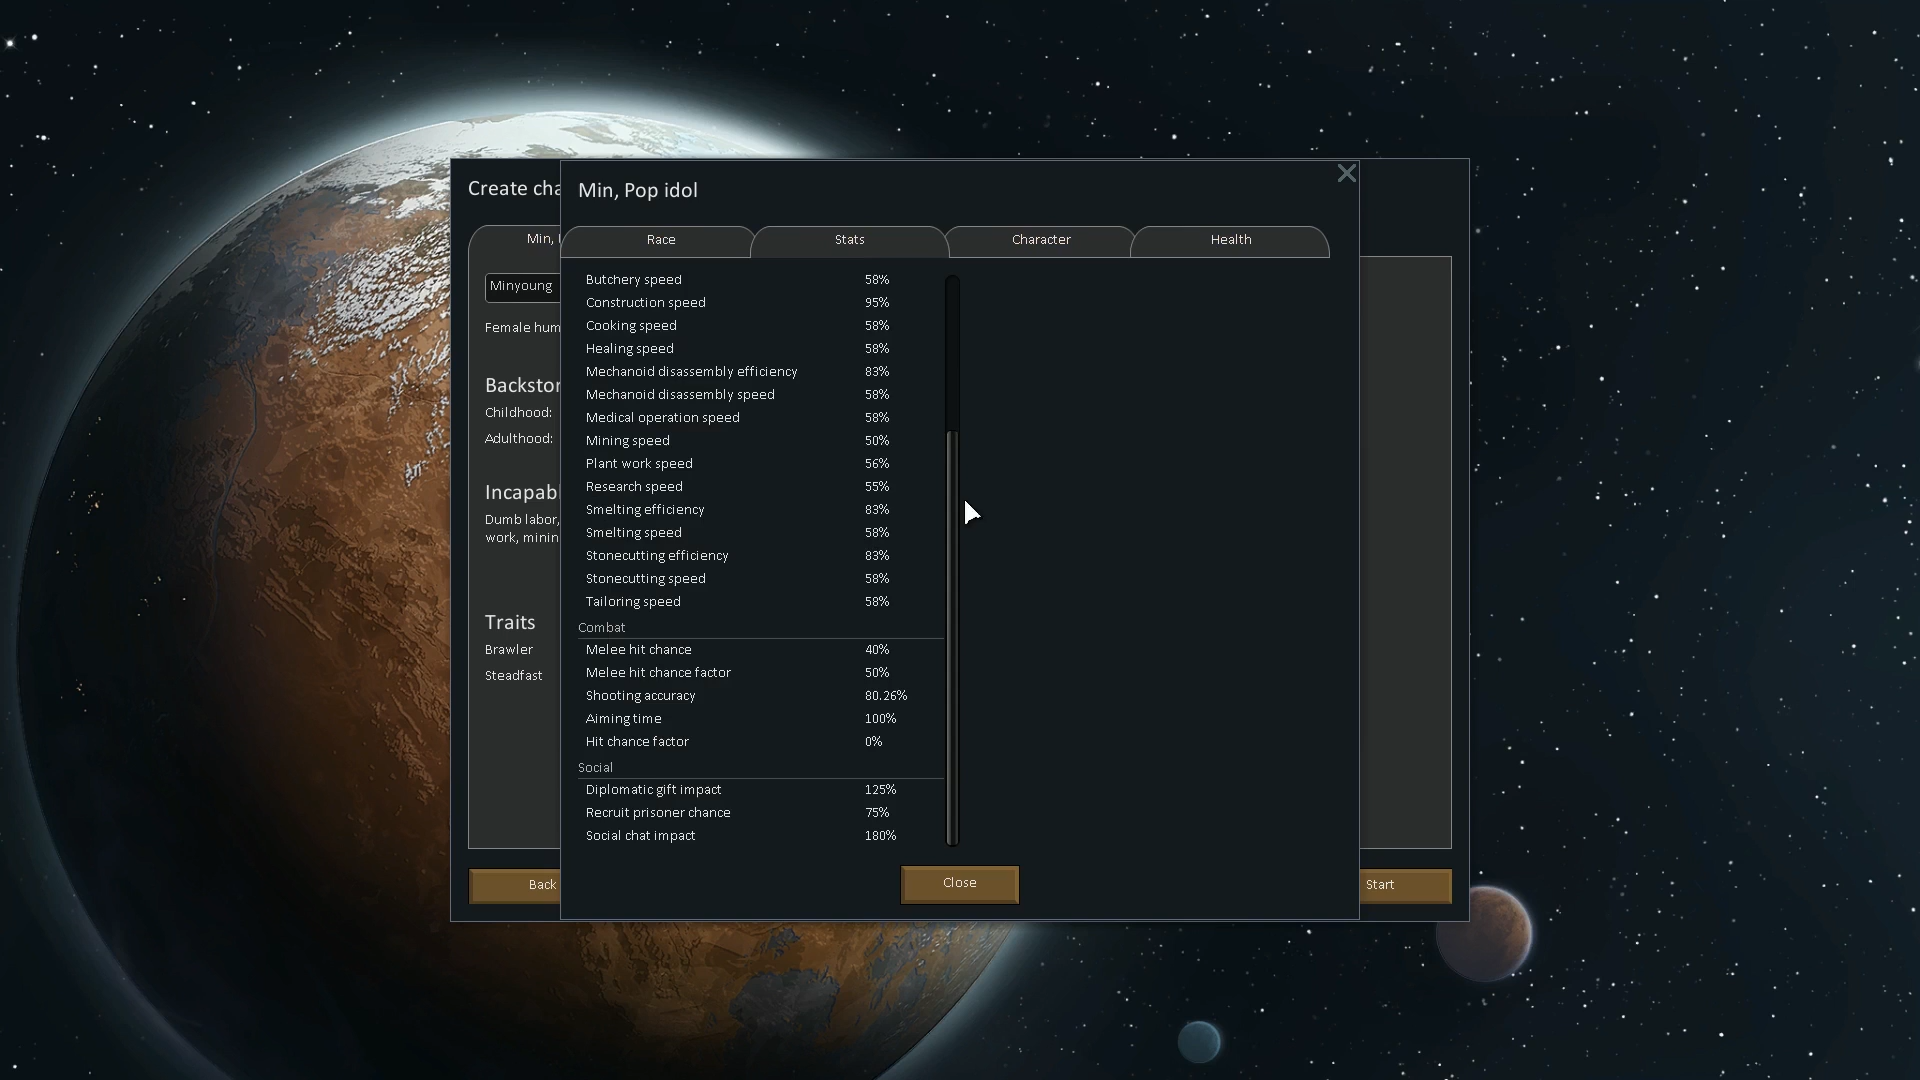 Create cha
Min, Pop idol
Min,
Race
Stats
Character
Health
Minyoung
Female hum
Backstor
Childhood:
Adulthood:
Incapab
Dumb labor,
work, minin
Traits
Brawler
Steadfast
Butchery speed 58%
Construction speed 95%
Cooking speed 58%
Healing speed 58%
Mechanoid disassembly efficiency 83%
Mechanoid disassembly speed 58%
Medical operation speed 58%
Mining speed 50%
Plant work speed 56%
Research speed 55%
Smelting efficiency 83%
Smelting speed 58%
Stonecutting efficiency 83%
Stonecutting speed 58%
Tailoring speed 58%
Combat
Melee hit chance 40%
Melee hit chance factor 50%
Shooting accuracy 80.26%
Aiming time 100%
Hit chance factor 0%
Social
Diplomatic gift impact 125%
Recruit prisoner chance 75%
Social chat impact 180%
Back
Close
Start